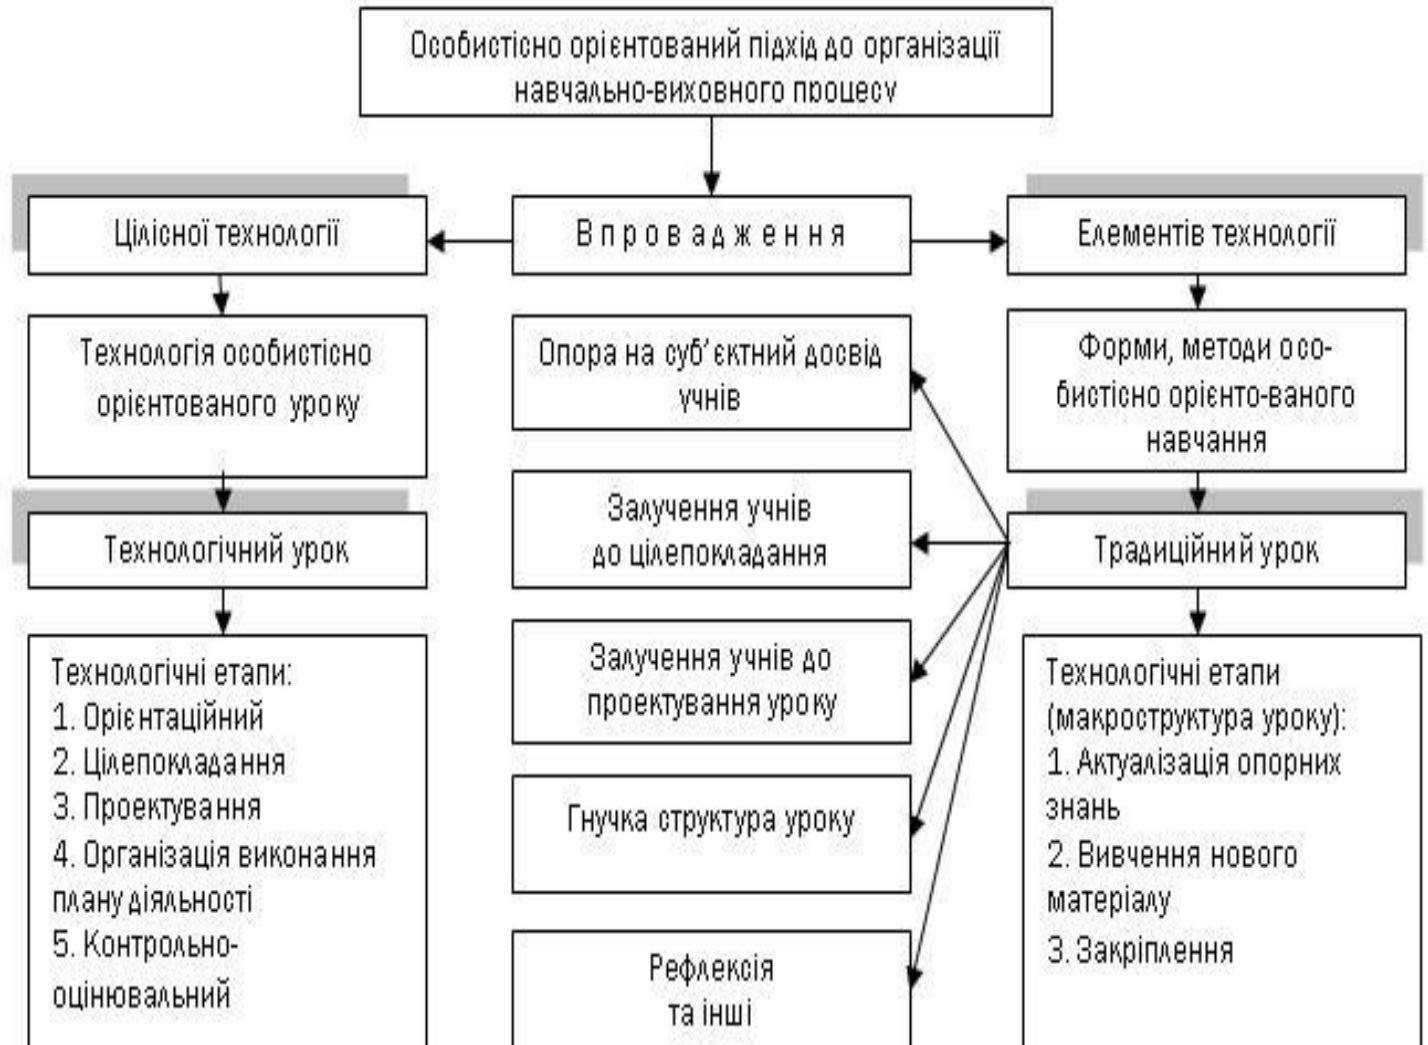 Особистісно орієнтований підхід до організації
навчально-виховного процесу
Цілісної технології
Впровадження
Елементів технології
Технологія особистісно
орієнтованого уроку
Опора на суб’єктний досвід
учнів
Форми, методи осо-
бистісно орієнто-ваного
навчання
Залучення учнів
до цілепокладання
Технологічний урок
Традиційний урок
Залучення учнів до
проектування уроку
Гнучка структура уроку
Рефлексія
та інші
Технологічні етапи:
1. Орієнтаційний
2. Цілепокладання
3. Проектування
4. Організація виконання
плану діяльності
5. Контрольно-
оцінювальний
Технологічні етапи
(макроструктура уроку):
1. Актуалізація опорних
знань
2. Вивчення нового
матеріалу
3. Закріплення